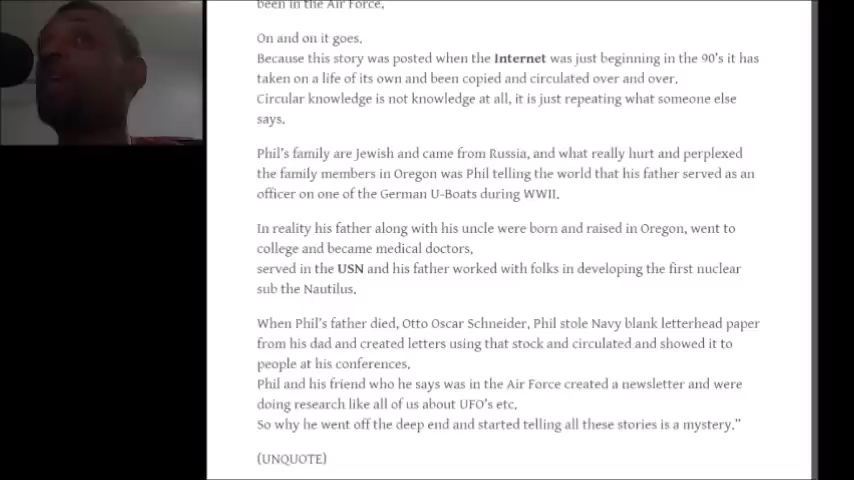 been in the Air Force.
On and on it goes.
Because this story was posted when the Internet was just beginning in the 90's it has
taken on a life of its own and been copied and circulated over and over.
Circular knowledge is not knowledge at all, it is just repeating what someone else
says.
Phil's family are Jewish and came from Russia, and what really hurt and perplexed
the family members in Oregon was Phil telling the world that his father served as an
officer on one of the German U-Boats during WWII.
In reality his father along with his uncle were born and raised in Oregon, went to
college and became medical doctors,
served in the USN and his father worked with folks in developing the first nuclear
sub the Nautilus.
When Phil's father died, Otto Oscar Schneider, Phil stole Navy blank letterhead paper
from his dad and created letters using that stock and circulated and showed it to
people at his conferences.
Phil and his friend who he says was in the Air Force created a newsletter and were
doing research like all of us about UFO's etc.
So why he went off the deep end and started telling all these stories is a mystery.”
(UNQUOTE)